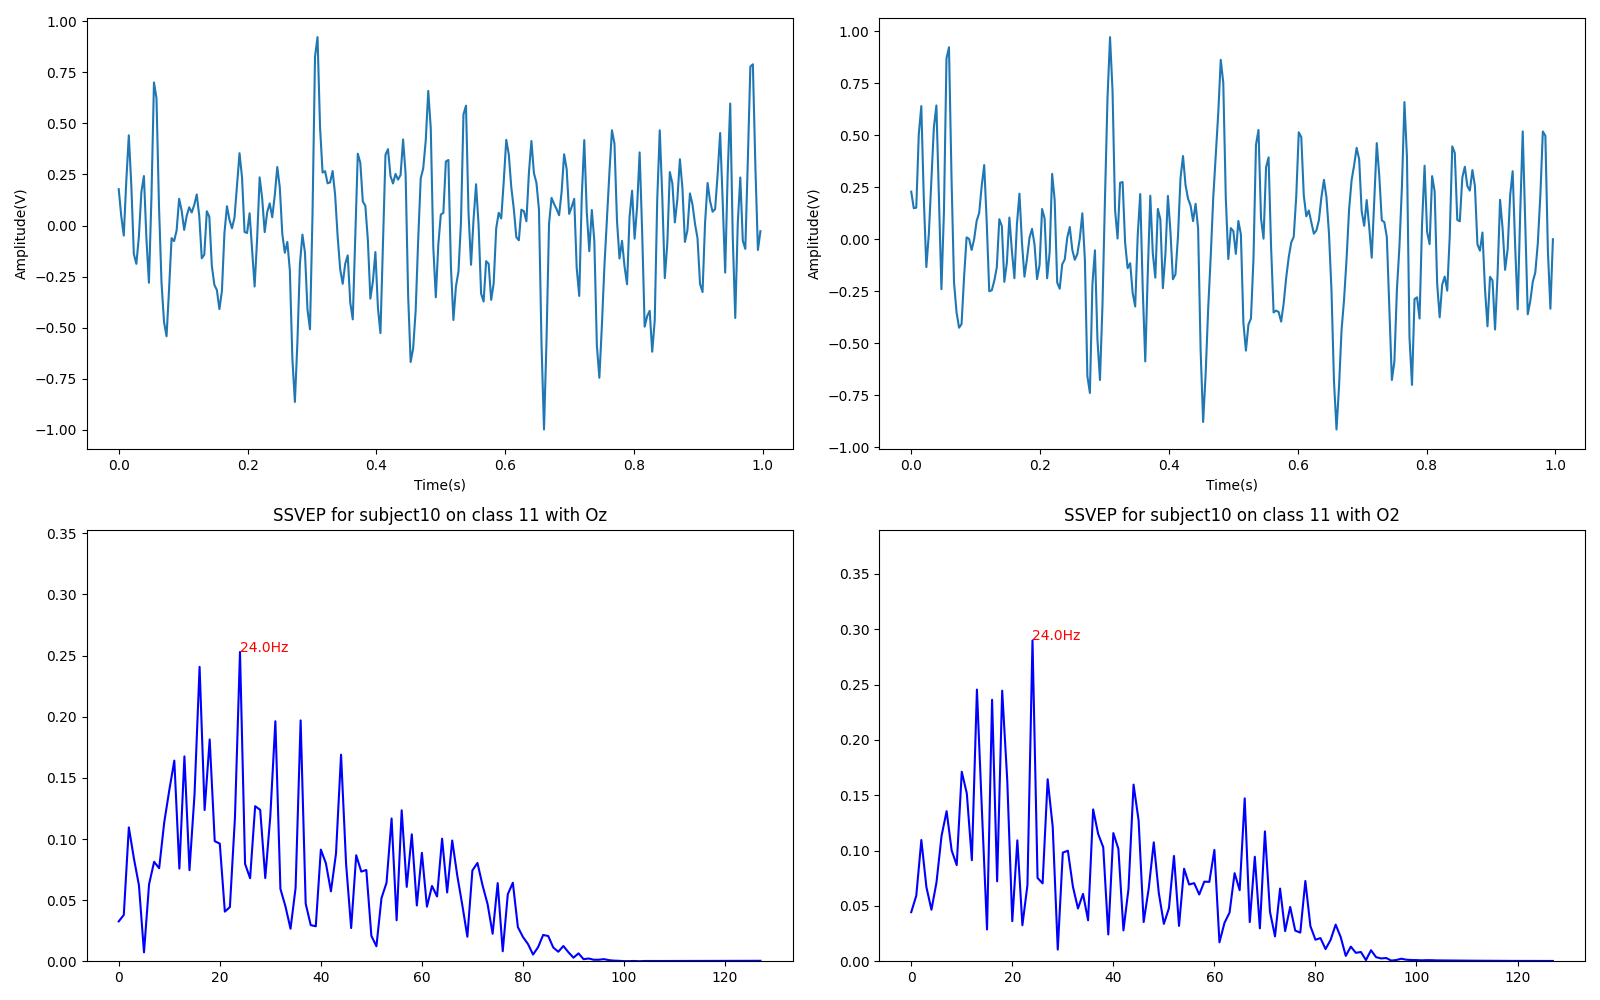 1.00
0.75
0.50
0.25
0.00
−0.25
−0.50
−0.75
−1.00
Amplitude(V)
0.0 0.2 0.4 0.6 0.8 1.0
Time(s)
1.00
0.75
0.50
0.25
0.00
−0.25
−0.50
−0.75
−1.00
Amplitude(V)
0.0 0.2 0.4 0.6 0.8 1.0
Time(s)
SSVEP for subject10 on class 11 with Oz
0.35
0.30
0.25
0.20
0.15
0.10
0.05
0.00
24.0Hz
0 20 40 60 80 100 120
SSVEP for subject10 on class 11 with O2
0.35
0.30
0.25
0.20
0.15
0.10
0.05
0.00
24.0Hz
0 20 40 60 80 100 120